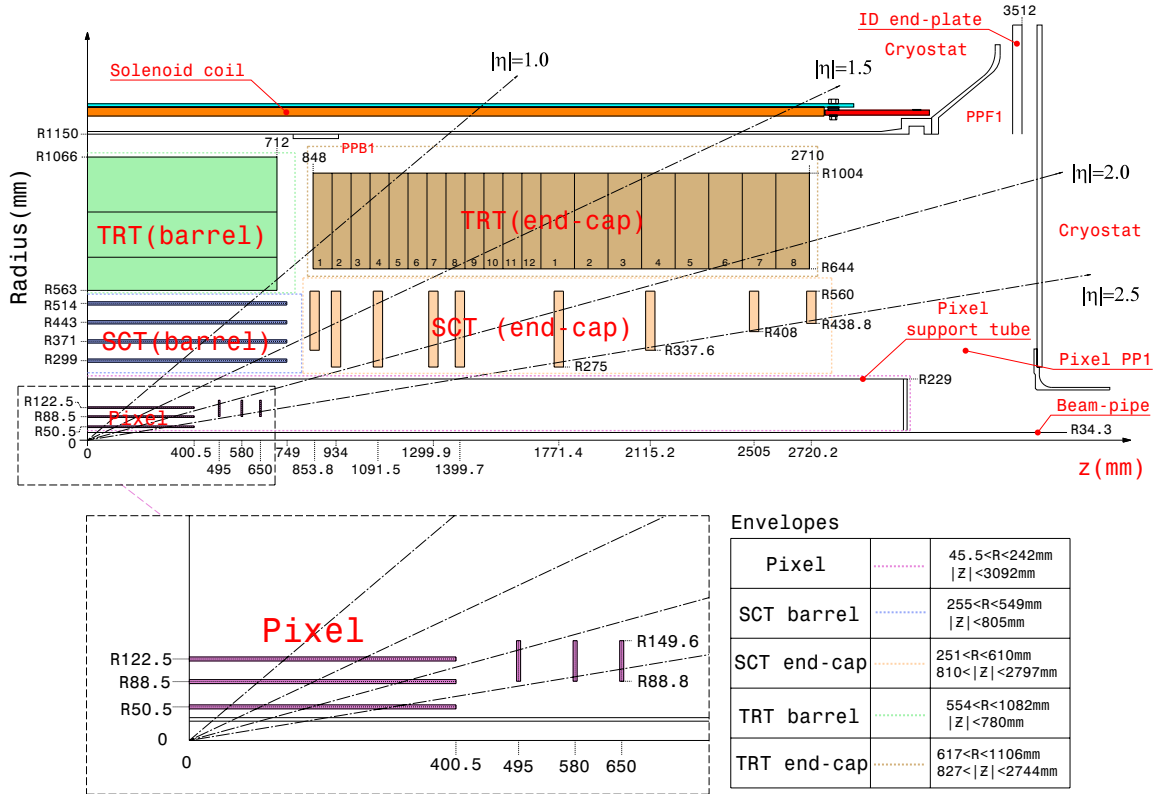 3512
ID end-plate
Cryostat
|η|=1.0
|η|=1.5
Solenoid coil
PPF1
R1150
712
PPB1
R1066
848
2710
R1004
|η|=2.0
Radius(mm)
TRT(barrel)
TRT(end-cap)
Cryostat
1 2 3 4 5 6 7 8 9 10 11 12 1 2 3 4 5 6 7 8
R644
R563
R514
R443
R371
R299
SCT(barrel)
SCT (end-cap)
R560
R438.8
R408
R337.6
R275
|η|=2.5
Pixel
support tube
Pixel PP1
R229
R122.5
R88.5
R50.5
0
Pixel
Beam-pipe
R34.3
0
400.5
495
580
650
749
853.8
934
1091.5
1299.9
1399.7
1771.4
2115.2
2505
2720.2
z(mm)
Pixel
R122.5
R88.5
R50.5
0
R149.6
R88.8
0
400.5
495
580
650
Envelopes
Pixel
45.5<R<242mm
|Z|<3092mm
SCT barrel
255<R<549mm
|Z|<805mm
SCT end-cap
251<R<610mm
810<|Z|<2797mm
TRT barrel
554<R<1082mm
|Z|<780mm
TRT end-cap
617<R<1106mm
827<|Z|<2744mm